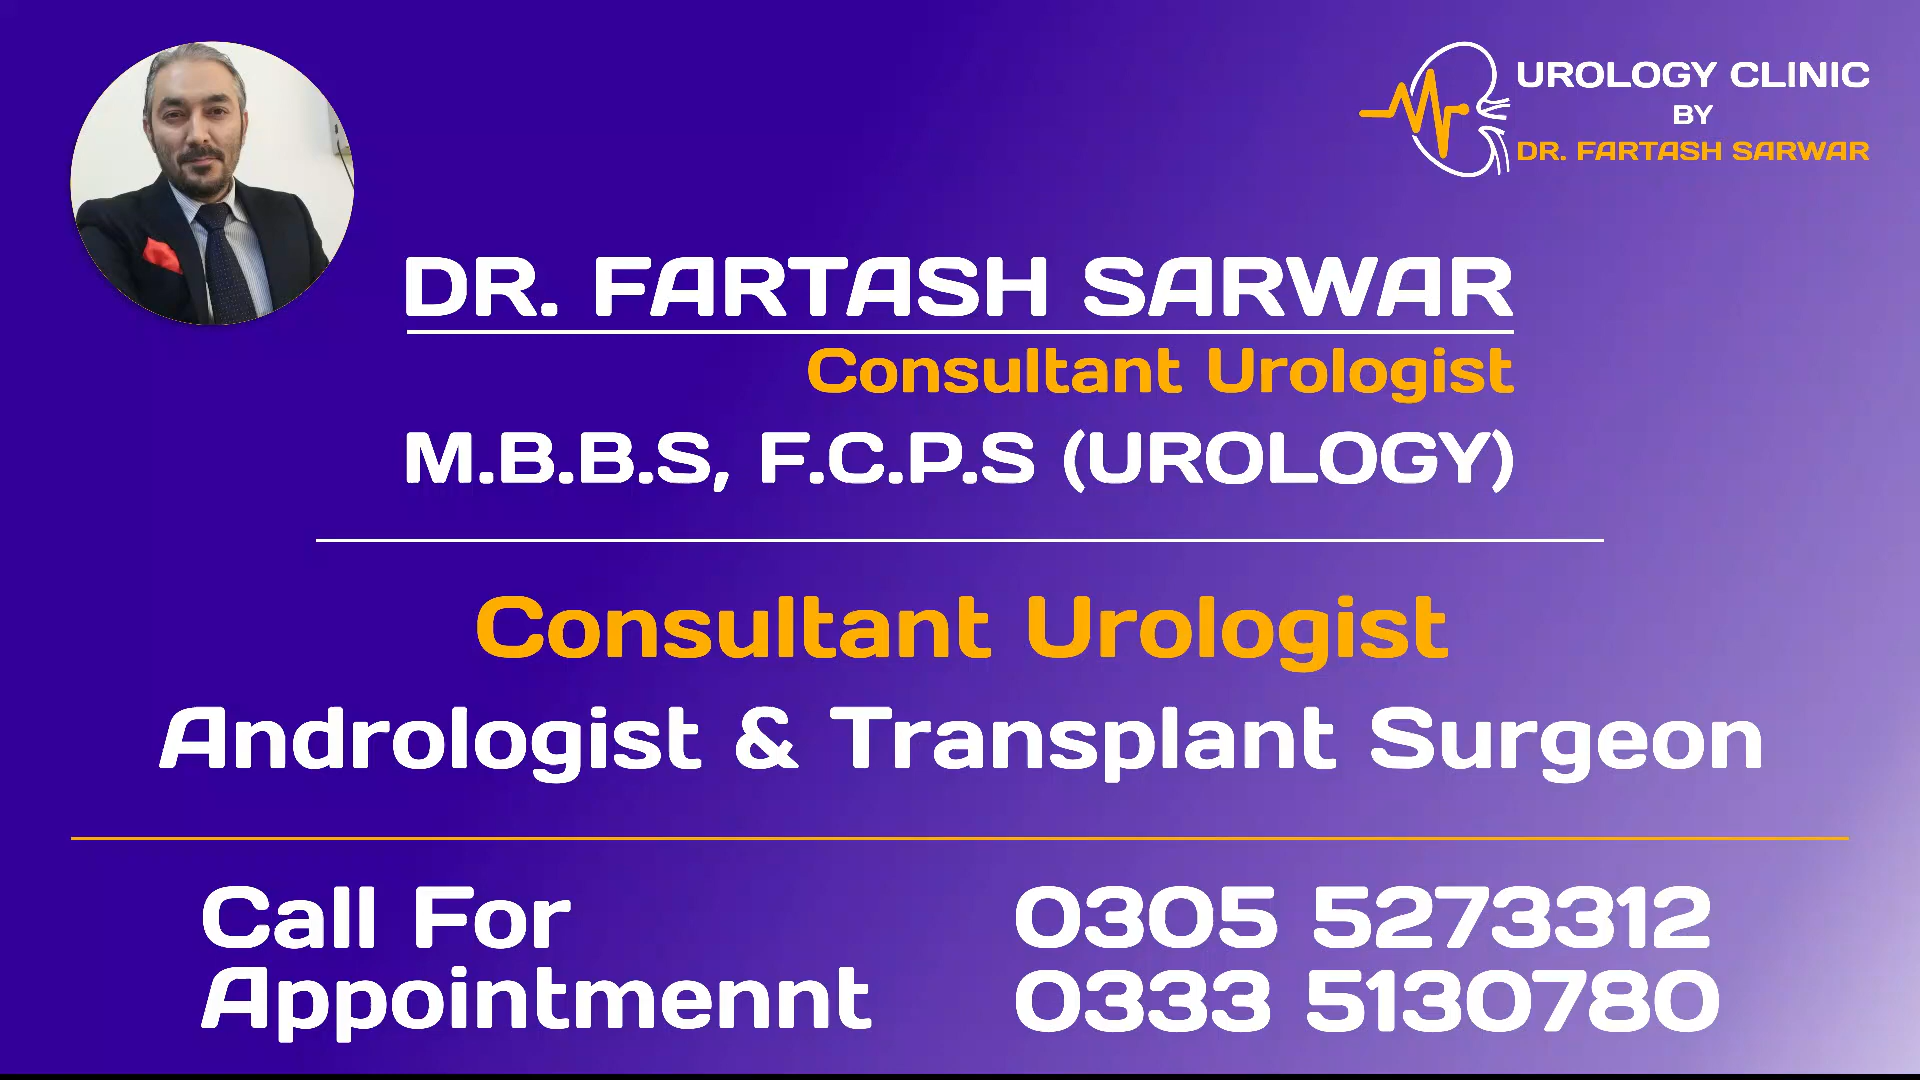 UROLOGY CLINIC
BY
DR. FARTASH SARWAR
DR. FARTASH SARWAR
Consultant Urologist
M.B.B.S, F.C.P.S (UROLOGY)
Consultant Urologist
Andrologist & Transplant Surgeon
Call For
Appointmennt
0305 5273312
0333 5130780